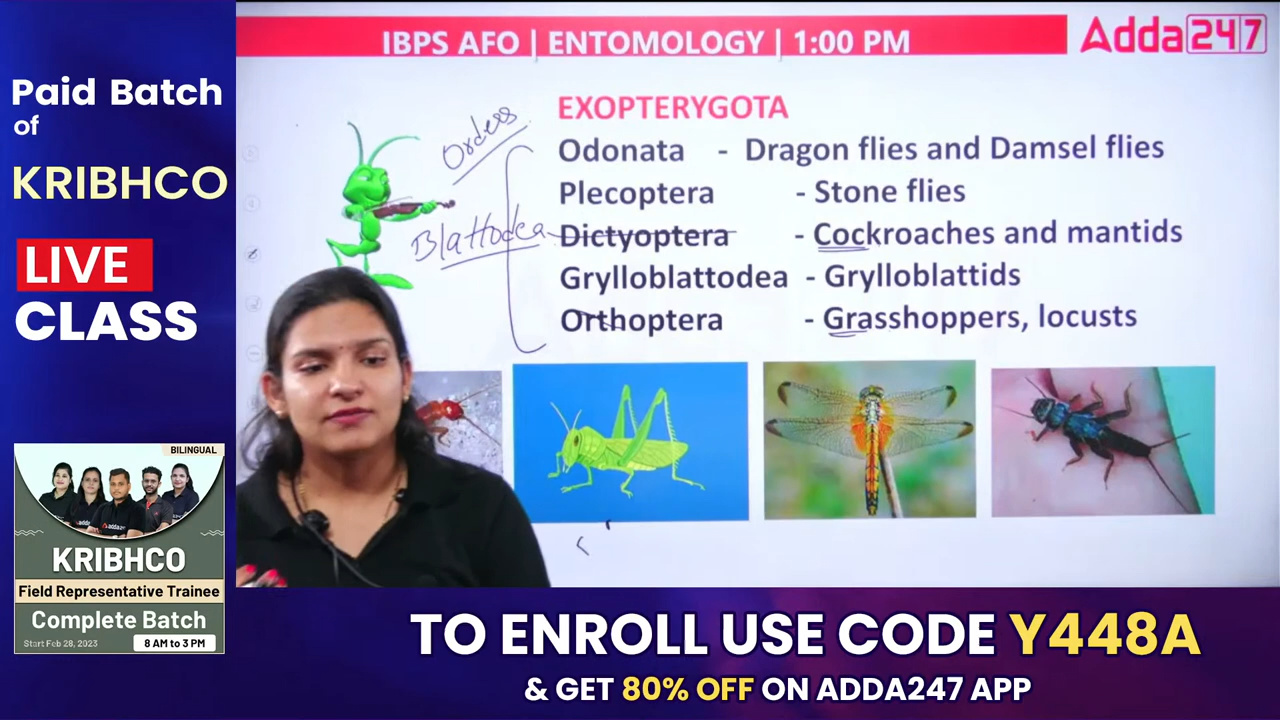 Paid Batch
of
KRIBHCO
LIVE
CLASS
BILINGUAL
KRIBHCO
Field Representative Trainee
Complete Batch
Start Feb 28, 2023
8 AM to 3 PM
IBPS AFO | ENTOMOLOGY | 1:00 PM
Adda247
EXOPTERYGOTA
Orders
Odonata - Dragon flies and Damsel flies
Plecoptera - Stone flies
Blattodea
Dictyoptera - Cockroaches and mantids
Grylloblattodea - Grylloblattids
Orthoptera - Grasshoppers, locusts
TO ENROLL USE CODE Y448A
& GET 80% OFF ON ADDA247 APP